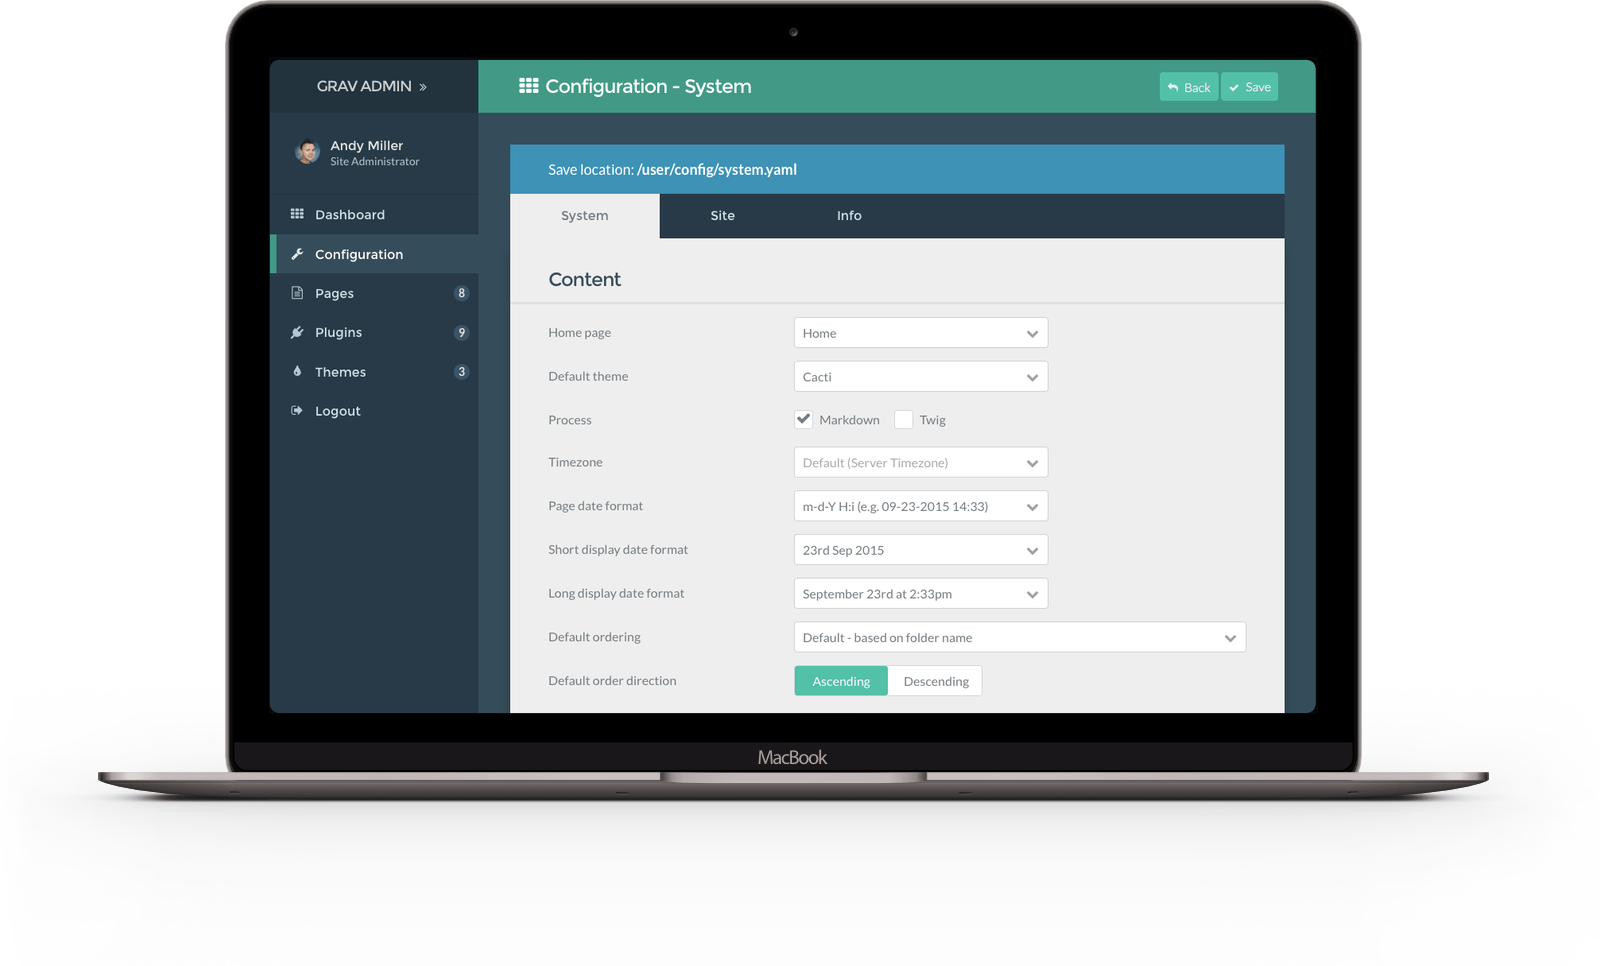 GRAV ADMIN »
Configuration - System
Back
Save
Andy Miller
Site Administrator
Dashboard
Configuration
Pages 8
Plugins 9
Themes 3
Logout
Save location: /user/config/system.yaml
System
Site
Info
Content
Home page
Home
Default theme
Cacti
Process
Markdown
Twig
Timezone
Default (Server Timezone)
Page date format
m-d-Y H:i (e.g. 09-23-2015 14:33)
Short display date format
23rd Sep 2015
Long display date format
September 23rd at 2:33pm
Default ordering
Default - based on folder name
Default order direction
Ascending
Descending
MacBook